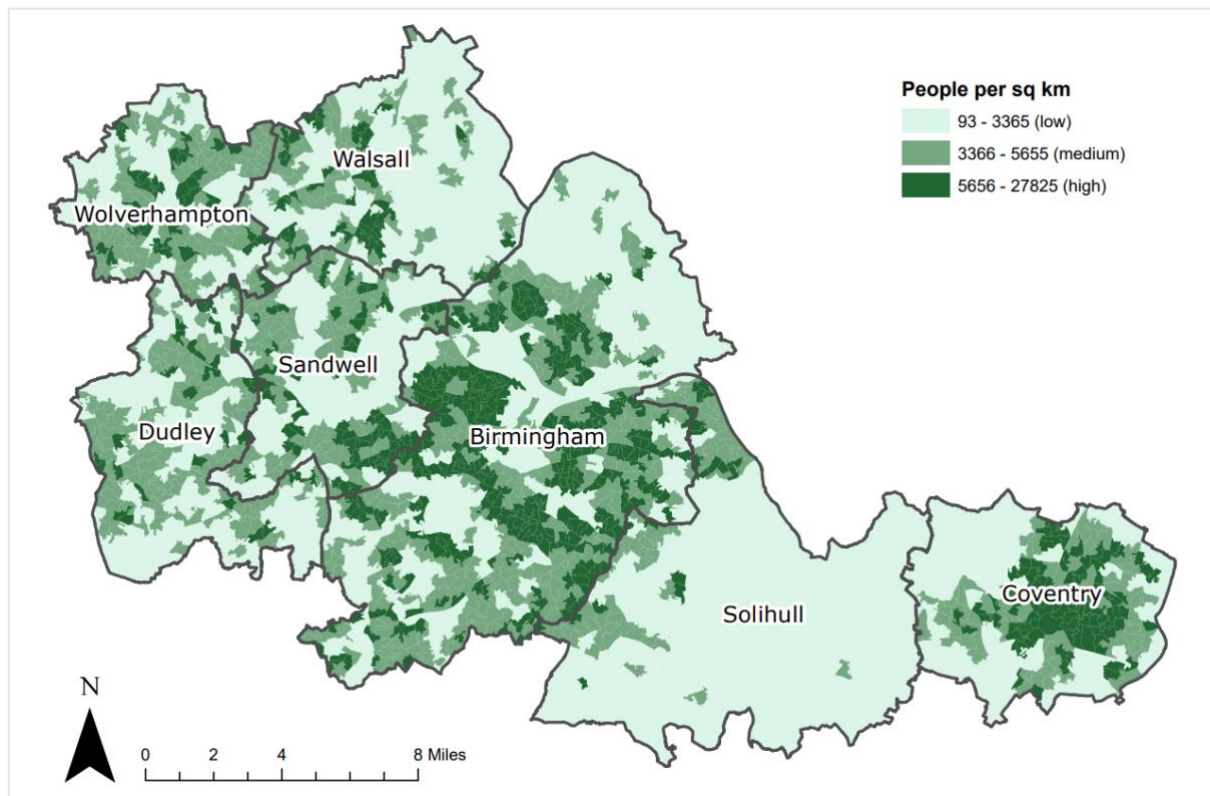 People per sq km
93 - 3365 (low)
3366 - 5655 (medium)
5656 - 27825 (high)
Walsall
Wolverhampton
Sandwell
Dudley
Birmingham
Coventry
Solihull
N
0 2 4 8 Miles